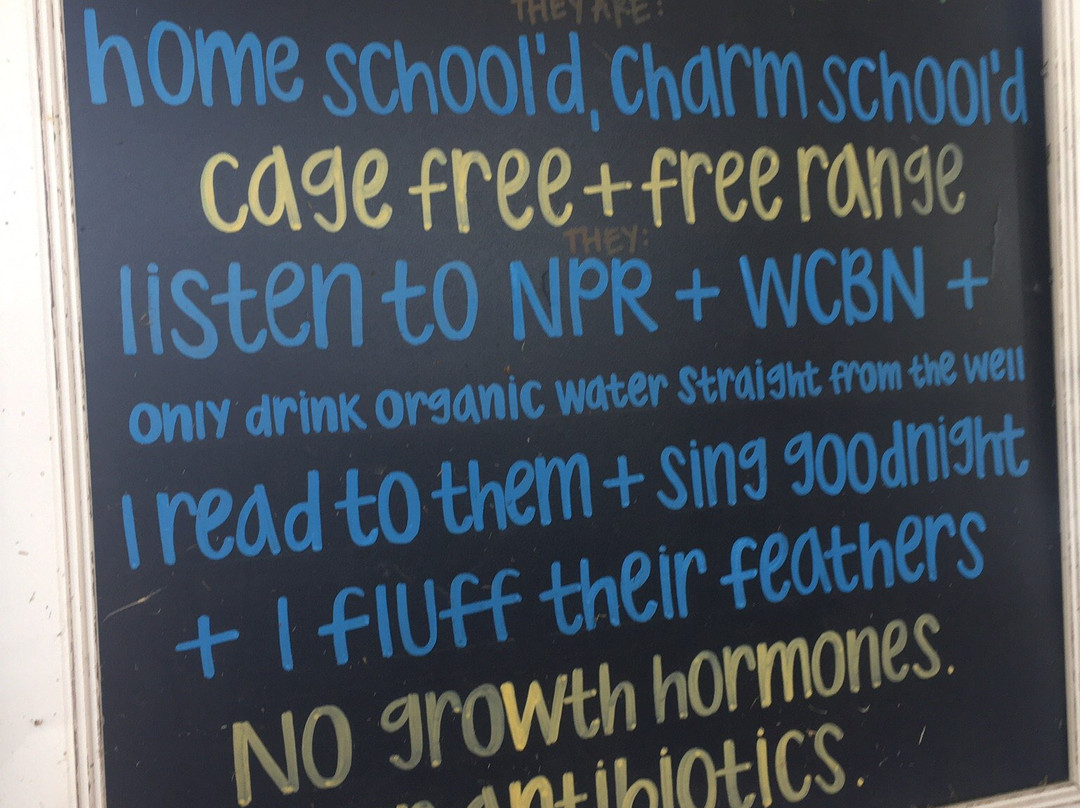 THEY ARE:
home school'd, charm school'd
cage free + free range
THEY:
listen to NPR + WCBN +
only drink organic water straight from the well
I read to them + sing goodnight
+ I fluff their feathers
NO growth hormones.
antibiotics.